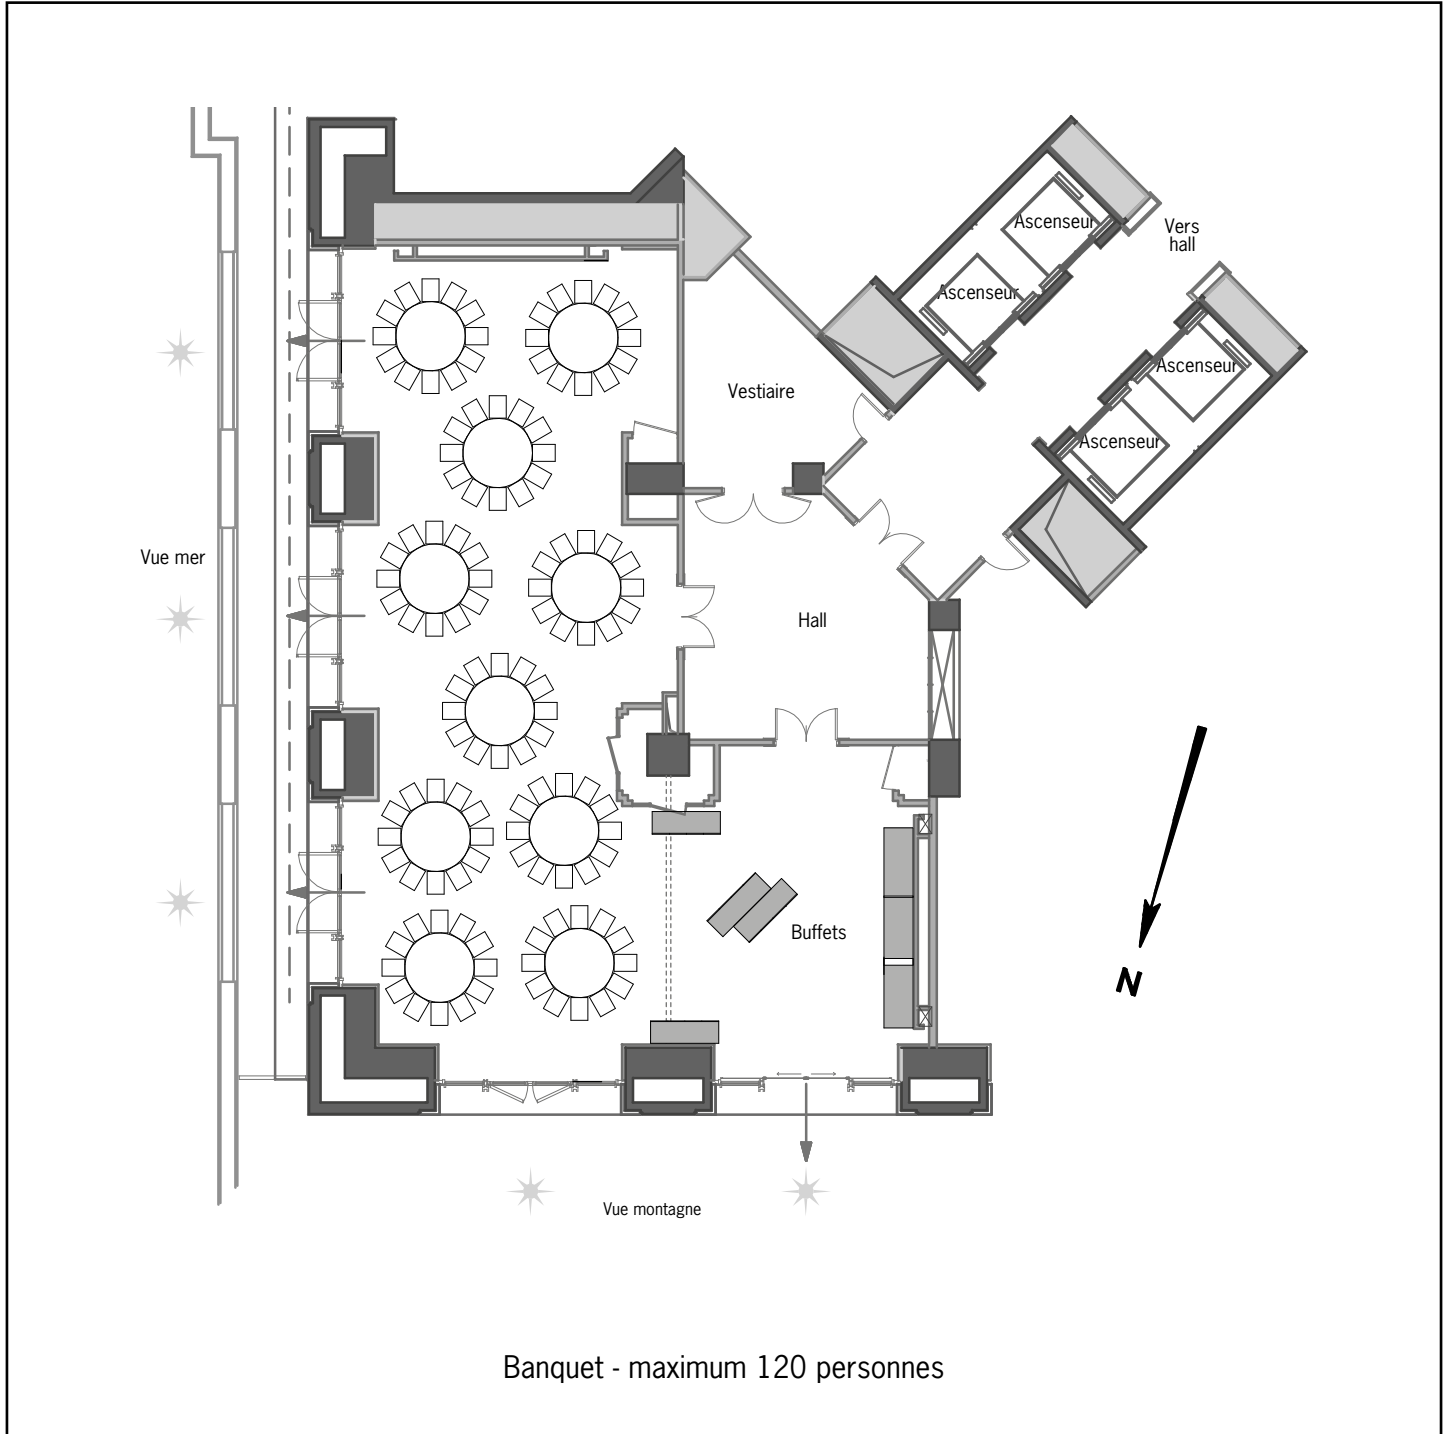 Ascenseur
Vers
hall
Ascenseur
Ascenseur
Vestiaire
Ascenseur
Vue mer
Hall
Buffets
N
Vue montagne
Banquet - maximum 120 personnes